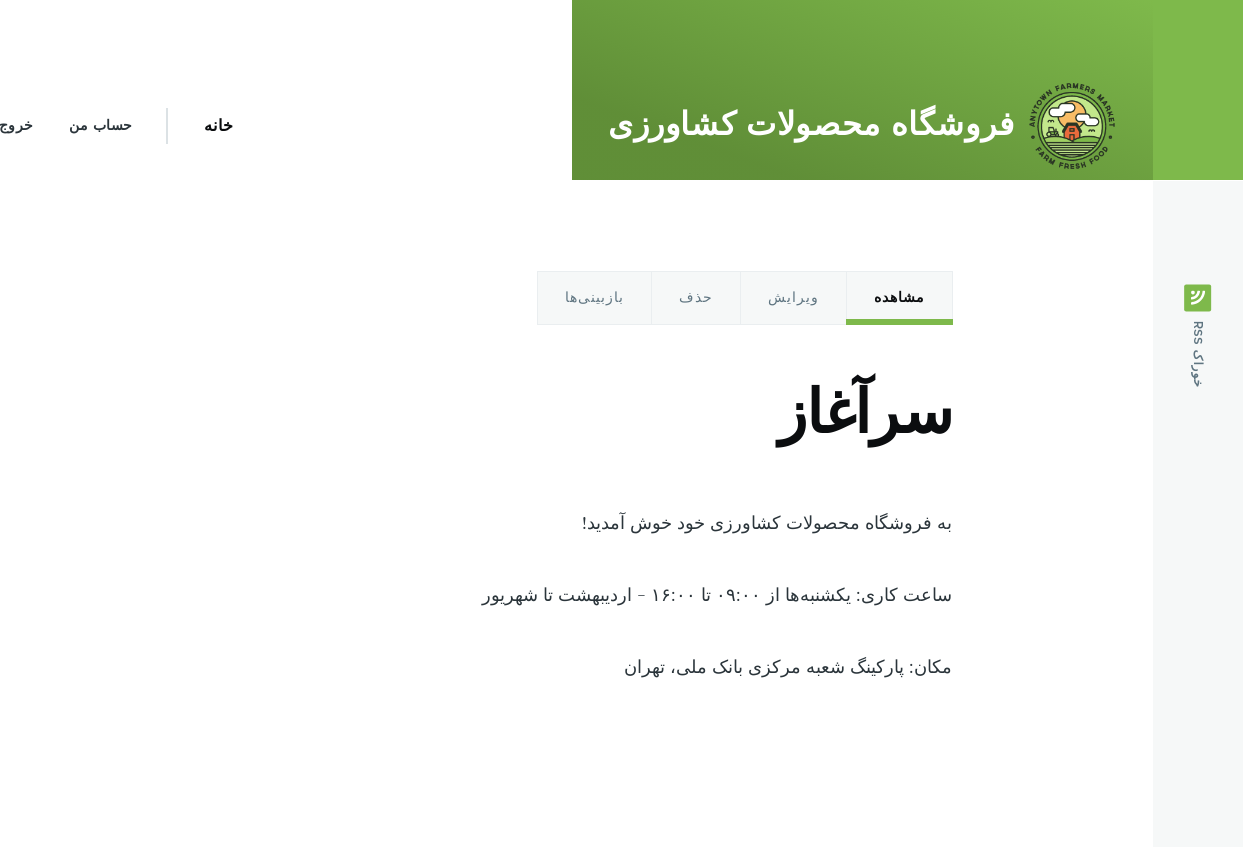 ANYTOWN FARMERS MARKET
FARM FRESH FOOD
فروشگاه محصولات کشاورزی
خانه
حساب من
خروج
خوراک RSS
مشاهده
ویرایش
حذف
بازبینی‌ها
سرآغاز
به فروشگاه محصولات کشاورزی خود خوش آمدید!
ساعت کاری: یکشنبه‌ها از ۰۹:۰۰ تا ۱۶:۰۰ - اردیبهشت تا شهریور
مکان: پارکینگ شعبه مرکزی بانک ملی، تهران